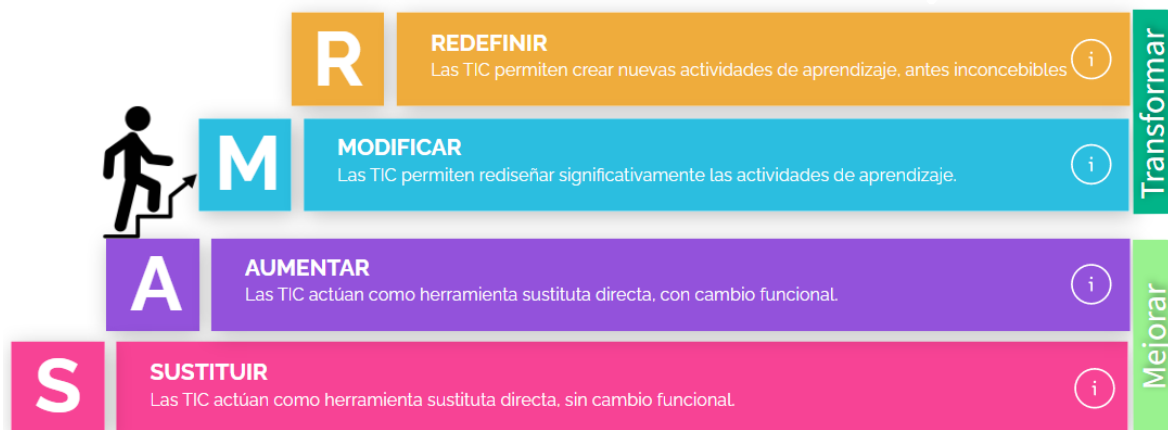 R
REDEFINIR
Las TIC permiten crear nuevas actividades de aprendizaje, antes inconcebibles
i
M
MODIFICAR
Las TIC permiten rediseñar significativamente las actividades de aprendizaje.
i
Transformar
A
AUMENTAR
Las TIC actúan como herramienta sustituta directa, con cambio funcional.
i
S
SUSTITUIR
Las TIC actúan como herramienta sustituta directa, sin cambio funcional.
i
Mejorar